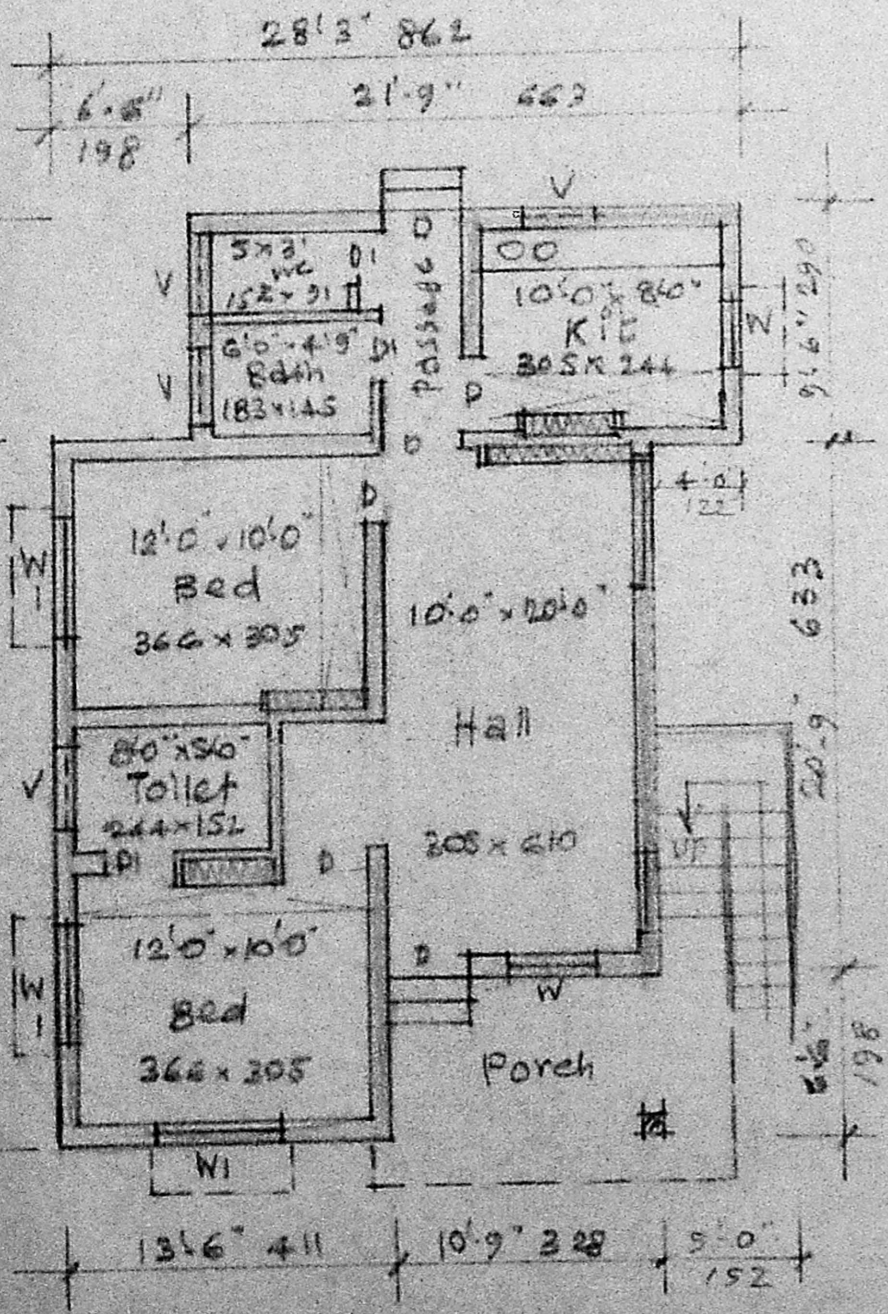 28'3" 862
6'-6"
198
21'-9" 663
V
5 x 3'
WC
152 x 91
D1
D
Passage
OO
10'-0" x 8'-0"
Kit
305 x 244
V
W
9'-6" 290
6'-0" - 4'-9"
Bath
183 x 145
D1
V
D
D
4'-0"
122
12'-0" x 10'-0"
Bed
366 x 305
D
W1
10'-0" x 20'-0"
Hall
305 x 610
20'-9" 633
8'-0" x 5'-0"
Toilet
244 x 152
V
D1
D
UP
12'-0" x 10'-0"
Bed
366 x 305
W1
D
W
Porch
198
W1
13'-6" 411
10'-9" 328
5'-0"
152